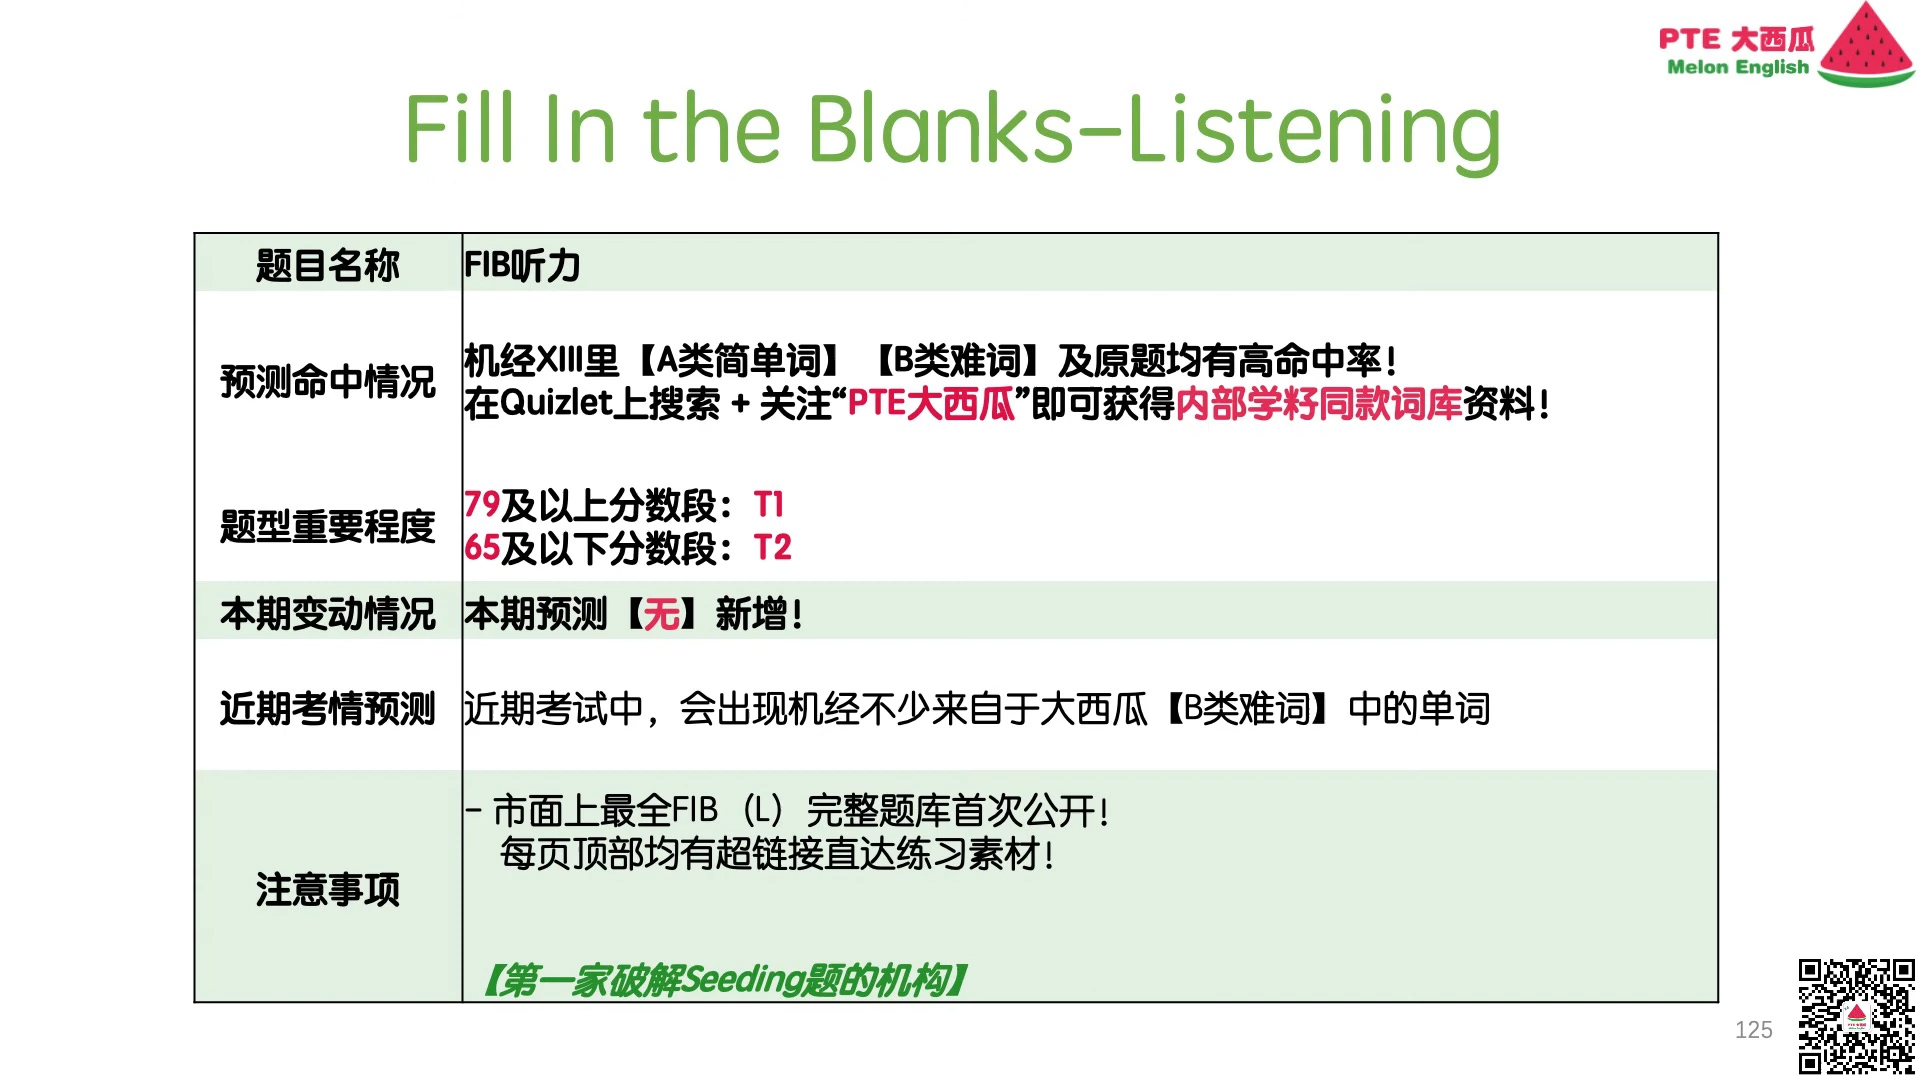 PTE 大西瓜
Melon English
Fill In the Blanks–Listening
题目名称
FIB听力
预测命中情况
机经XIII里【A类简单词】【B类难词】及原题均有高命中率！
在Quizlet上搜索 + 关注“PTE大西瓜”即可获得内部学籽同款词库资料！
题型重要程度
79及以上分数段：T1
65及以下分数段：T2
本期变动情况
本期预测【无】新增！
近期考情预测
近期考试中，会出现机经不少来自于大西瓜【B类难词】中的单词
注意事项
– 市面上最全FIB（L）完整题库首次公开！
每页顶部均有超链接直达练习素材！
【第一家破解Seeding题的机构】
125